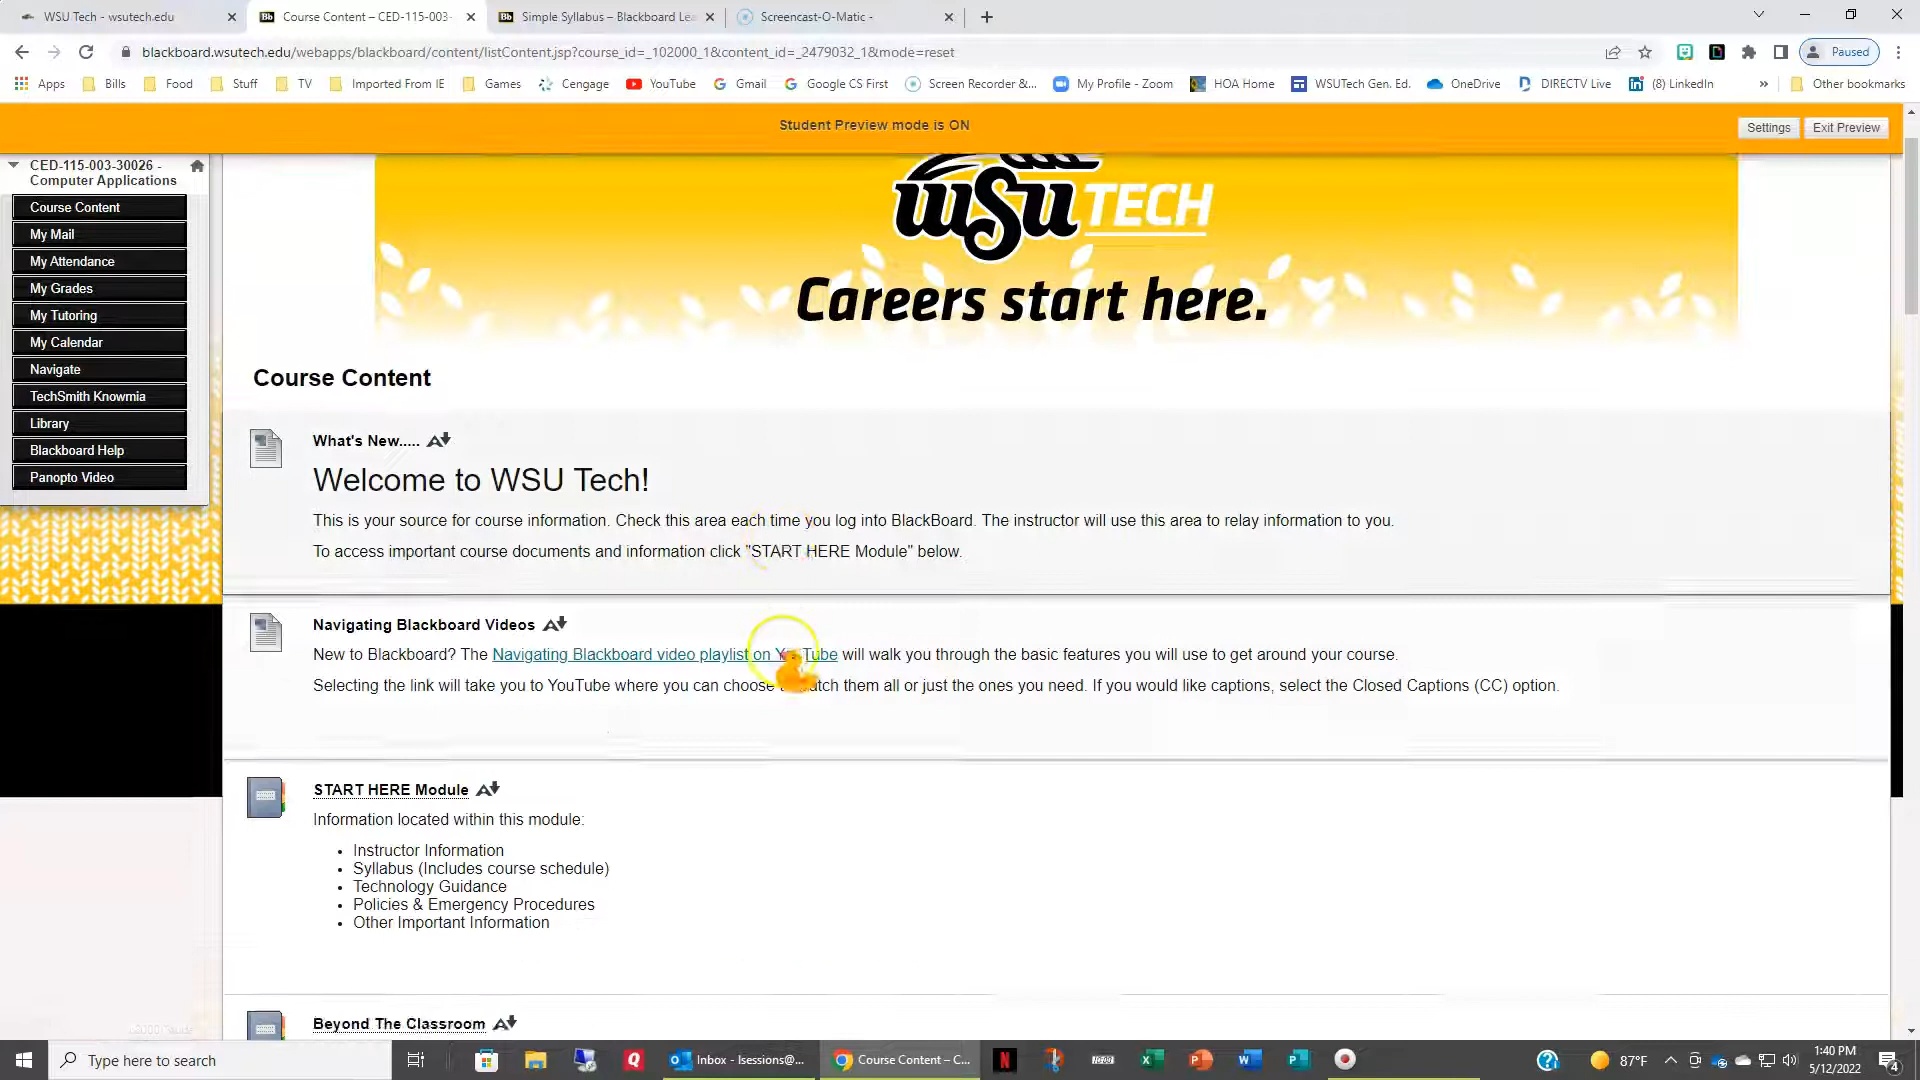 WSU Tech - wsutech.edu
Course Content – CED-115-003-
Simple Syllabus – Blackboard Lea
Screencast-O-Matic -
blackboard.wsutech.edu/webapps/blackboard/content/listContent.jsp?course_id=_102000_1&content_id=_2479032_1&mode=reset
Paused
Apps
Bills
Food
Stuff
TV
Imported From IE
Games
Cengage
YouTube
Gmail
Google CS First
Screen Recorder &...
My Profile - Zoom
HOA Home
WSUTech Gen. Ed.
OneDrive
DIRECTV Live
(8) LinkedIn
»
Other bookmarks
Student Preview mode is ON
Settings
Exit Preview
CED-115-003-30026 -
Computer Applications
Course Content
My Mail
My Attendance
My Grades
My Tutoring
My Calendar
Navigate
TechSmith Knowmia
Library
Blackboard Help
Panopto Video
WSU TECH
Careers start here.
Course Content
What's New.....
Welcome to WSU Tech!
This is your source for course information. Check this area each time you log into BlackBoard. The instructor will use this area to relay information to you.
To access important course documents and information click "START HERE Module" below.
Navigating Blackboard Videos
New to Blackboard? The Navigating Blackboard video playlist on YouTube will walk you through the basic features you will use to get around your course.
Selecting the link will take you to YouTube where you can choose watch them all or just the ones you need. If you would like captions, select the Closed Captions (CC) option.
START HERE Module
Information located within this module:
• Instructor Information
• Syllabus (Includes course schedule)
• Technology Guidance
• Policies & Emergency Procedures
• Other Important Information
Beyond The Classroom
Type here to search
Inbox - lsessions@...
Course Content – C...
87°F
1:40 PM
5/12/2022
4